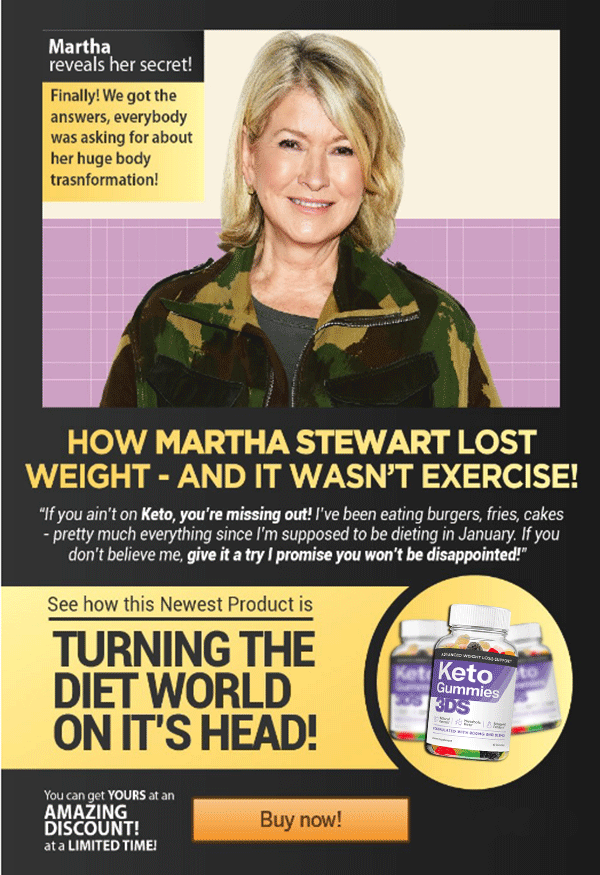 Martha
reveals her secret!
Finally! We got the
answers, everybody
was asking for about
her huge body
trasnformation!
HOW MARTHA STEWART LOST
WEIGHT - AND IT WASN'T EXERCISE!
"If you ain't on Keto, you're missing out! I've been eating burgers, fries, cakes
- pretty much everything since I'm supposed to be dieting in January. If you
don't believe me, give it a try I promise you won't be disappointed!"
See how this Newest Product is
TURNING THE
DIET WORLD
ON IT'S HEAD!
ADVANCED WEIGHT LOSS SUPPORT
Keto
Gummies
3DS
You can get YOURS at an
AMAZING
DISCOUNT!
at a LIMITED TIME!
Buy now!